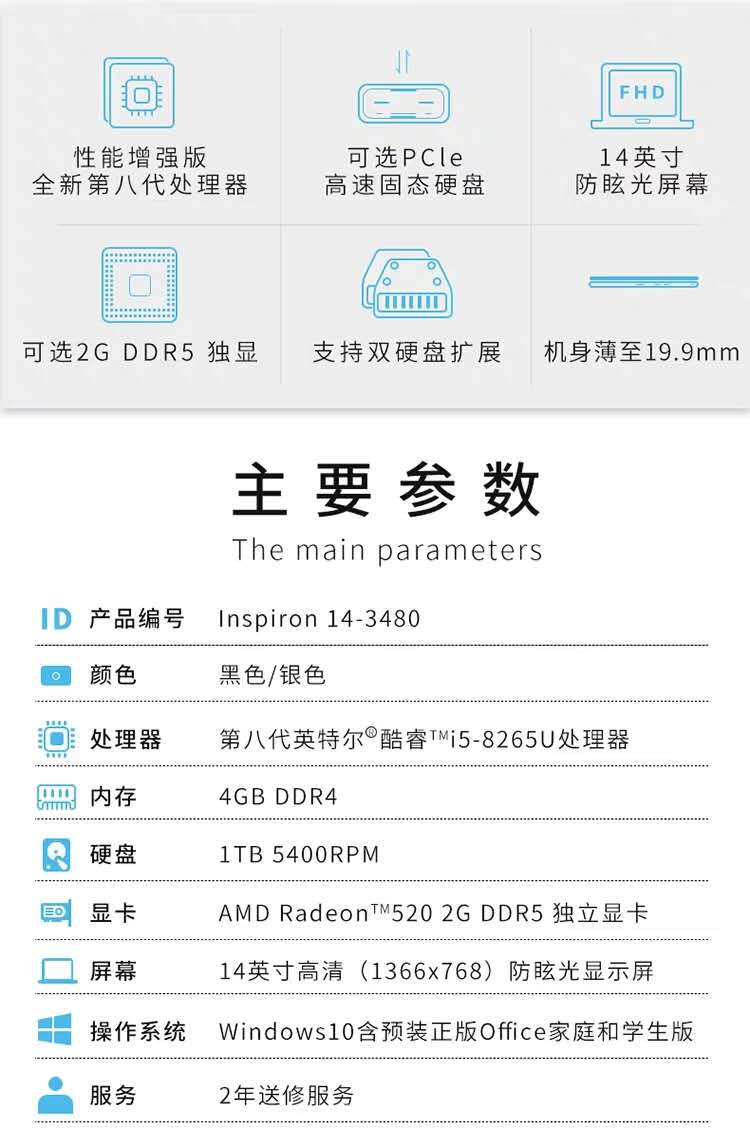 性能增强版
全新第八代处理器
可选PCle
高速固态硬盘
FHD
14英寸
防眩光屏幕
可选2G DDR5 独显
支持双硬盘扩展
机身薄至19.9mm
主要参数
The main parameters
ID 产品编号 Inspiron 14-3480
颜色 黑色/银色
处理器 第八代英特尔®酷睿™i5-8265U处理器
内存 4GB DDR4
硬盘 1TB 5400RPM
显卡 AMD Radeon™520 2G DDR5 独立显卡
屏幕 14英寸高清（1366x768）防眩光显示屏
操作系统 Windows10含预装正版Office家庭和学生版
服务 2年送修服务